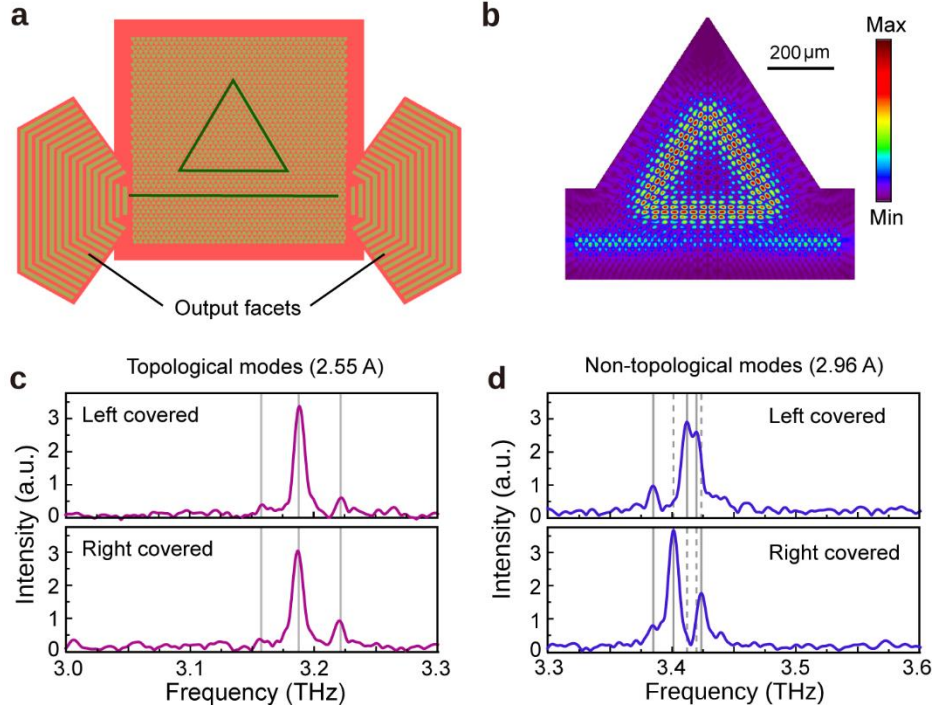 a
Output facets
b
200 μm
Max
Min
c
Topological modes (2.55 A)
Left covered
Right covered
Intensity (a.u.)
3
2
1
0
3
2
1
0
3.0
3.1
3.2
3.3
Frequency (THz)
d
Non-topological modes (2.96 A)
Left covered
Right covered
Intensity (a.u.)
3
2
1
0
3
2
1
0
3.3
3.4
3.5
3.6
Frequency (THz)